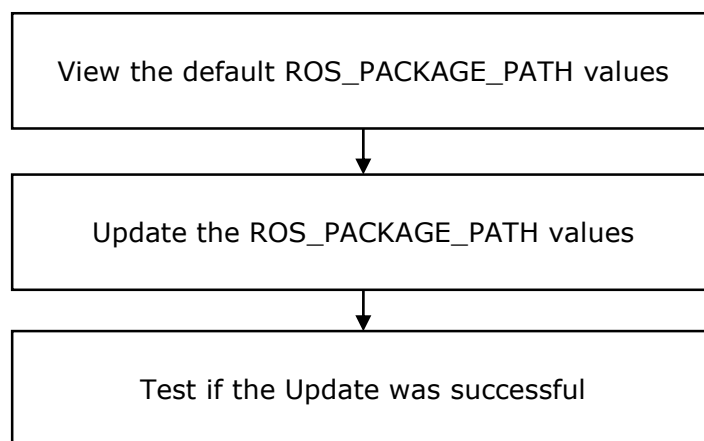 View the default ROS_PACKAGE_PATH values
Update the ROS_PACKAGE_PATH values
Test if the Update was successful